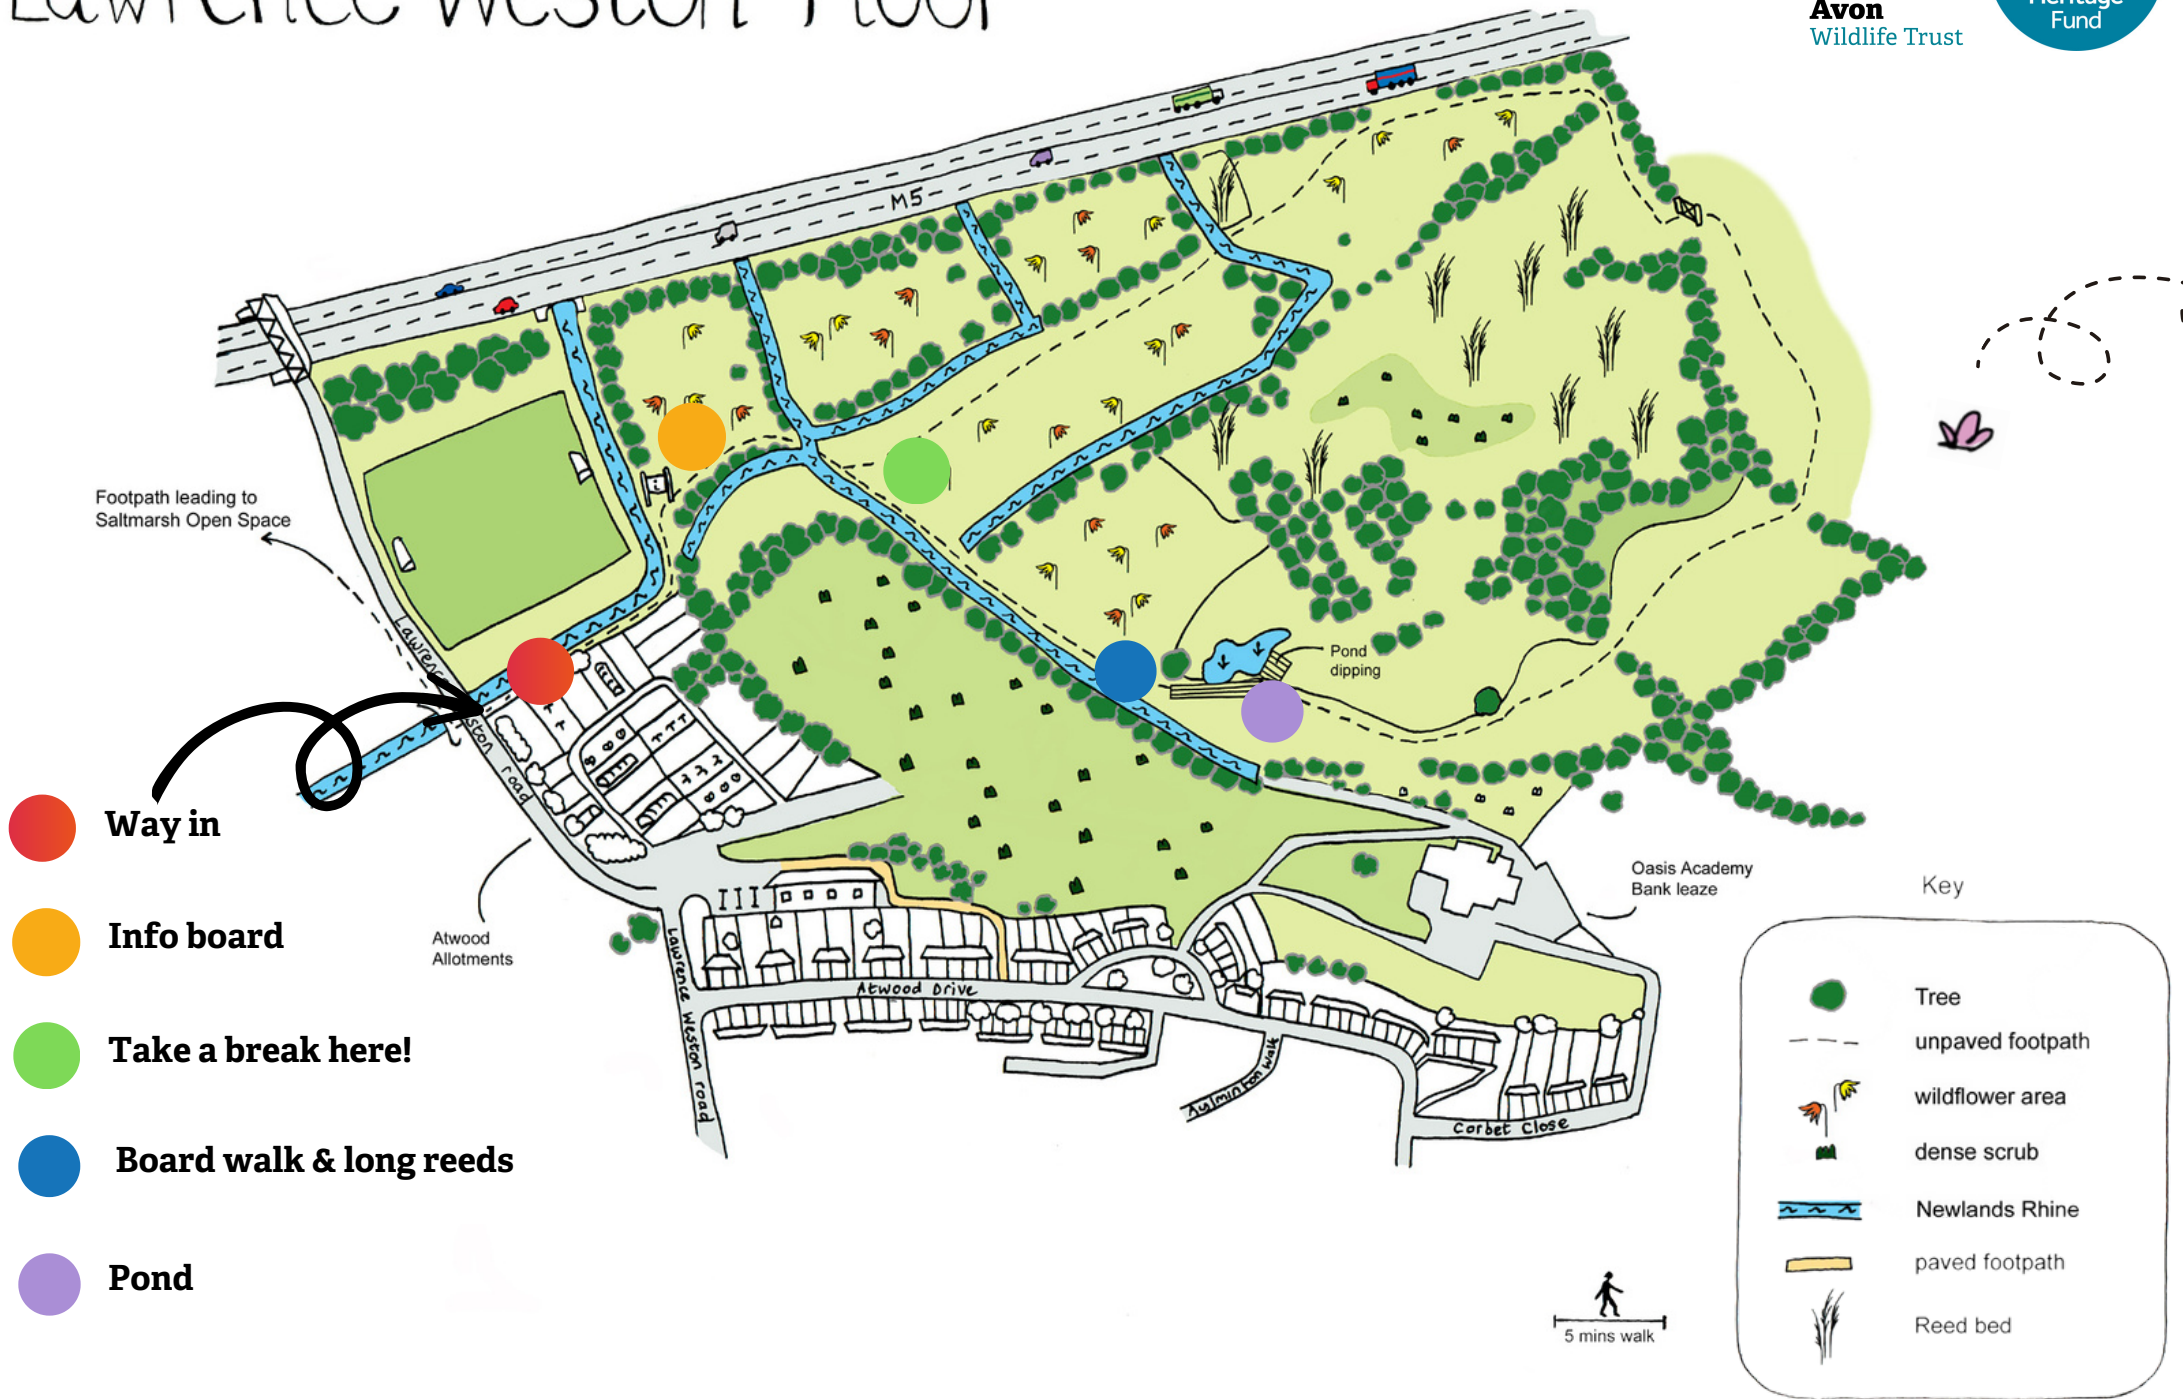 Lawrence Weston Moor
Avon
Wildlife Trust
Heritage
Fund
M5
Footpath leading to
Saltmarsh Open Space
Lawrence Weston road
Pond
dipping
Way in
Info board
Take a break here!
Board walk & long reeds
Pond
Atwood
Allotments
Oasis Academy
Bank leaze
Lawrence Weston road
Atwood Drive
Aylminton Walk
Corbet Close
Key
Tree
unpaved footpath
wildflower area
dense scrub
Newlands Rhine
paved footpath
Reed bed
5 mins walk